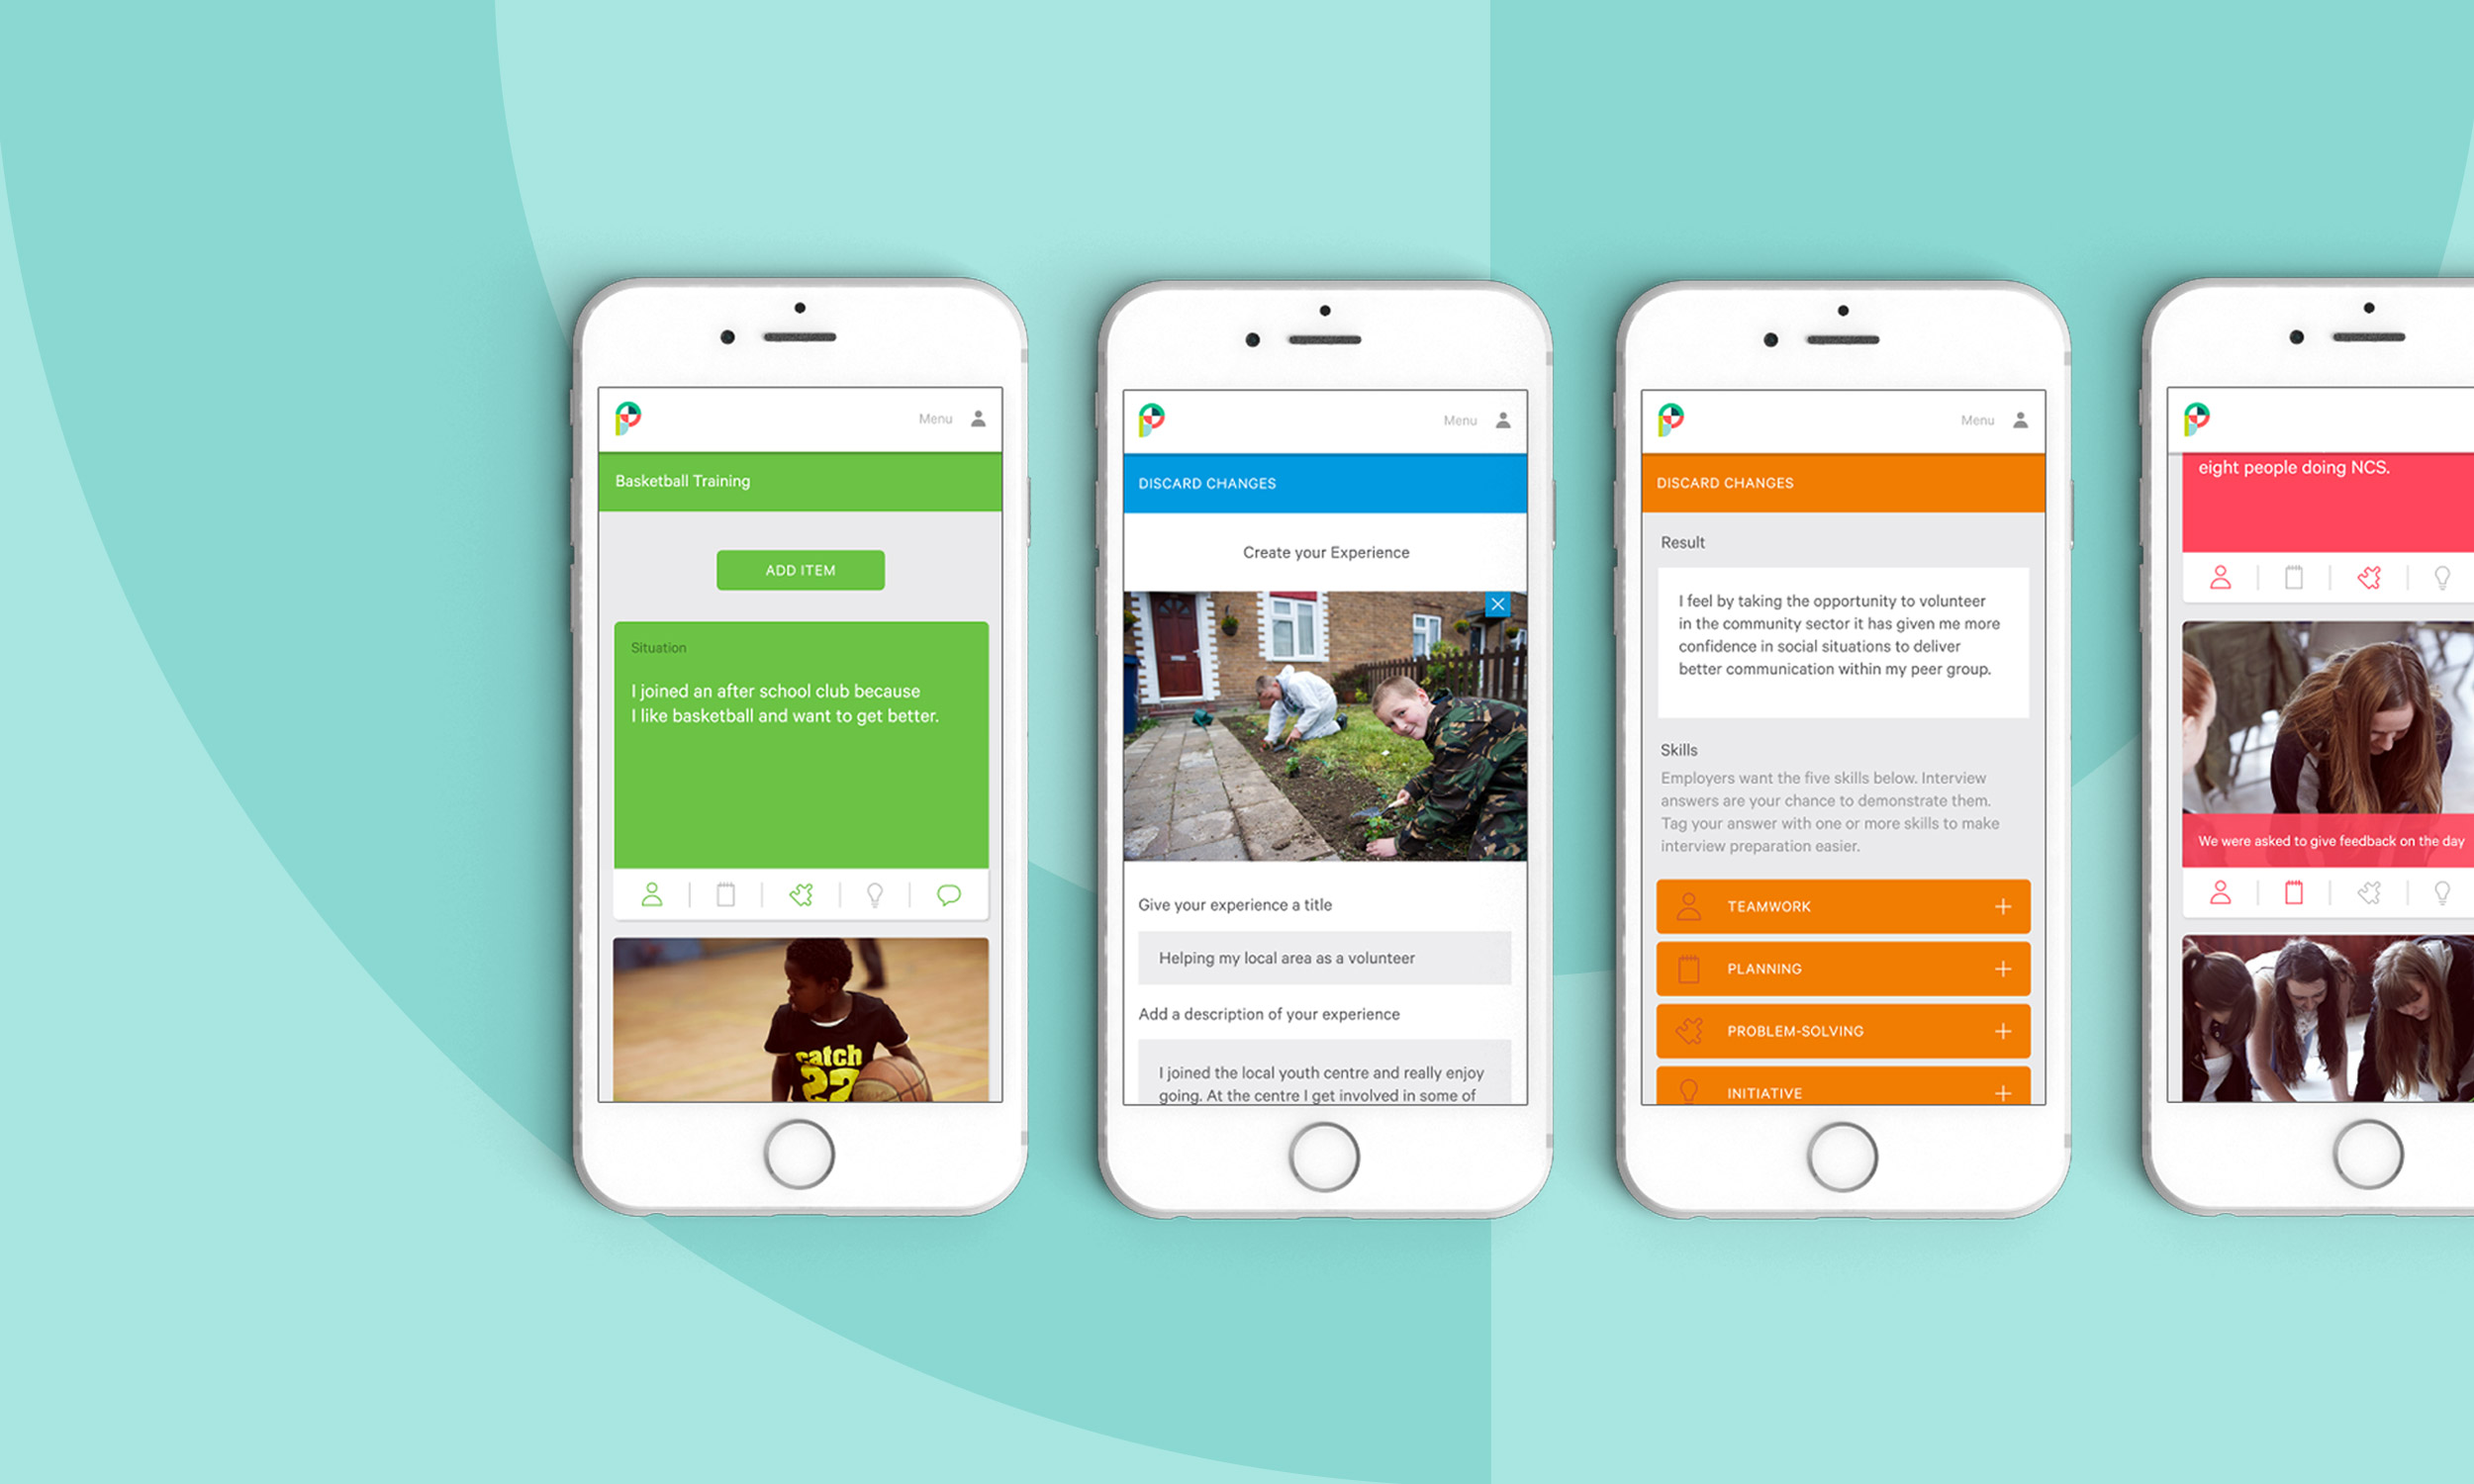 Menu
Basketball Training
ADD ITEM
Situation
I joined an after school club because
I like basketball and want to get better.
catch
22
Menu
DISCARD CHANGES
Create your Experience
Give your experience a title
Helping my local area as a volunteer
Add a description of your experience
I joined the local youth centre and really enjoy
going. At the centre I get involved in some of
Menu
DISCARD CHANGES
Result
I feel by taking the opportunity to volunteer
in the community sector it has given me more
confidence in social situations to deliver
better communication within my peer group.
Skills
Employers want the five skills below. Interview
answers are your chance to demonstrate them.
Tag your answer with one or more skills to make
interview preparation easier.
TEAMWORK
PLANNING
PROBLEM-SOLVING
INITIATIVE
eight people doing NCS.
We were asked to give feedback on the day